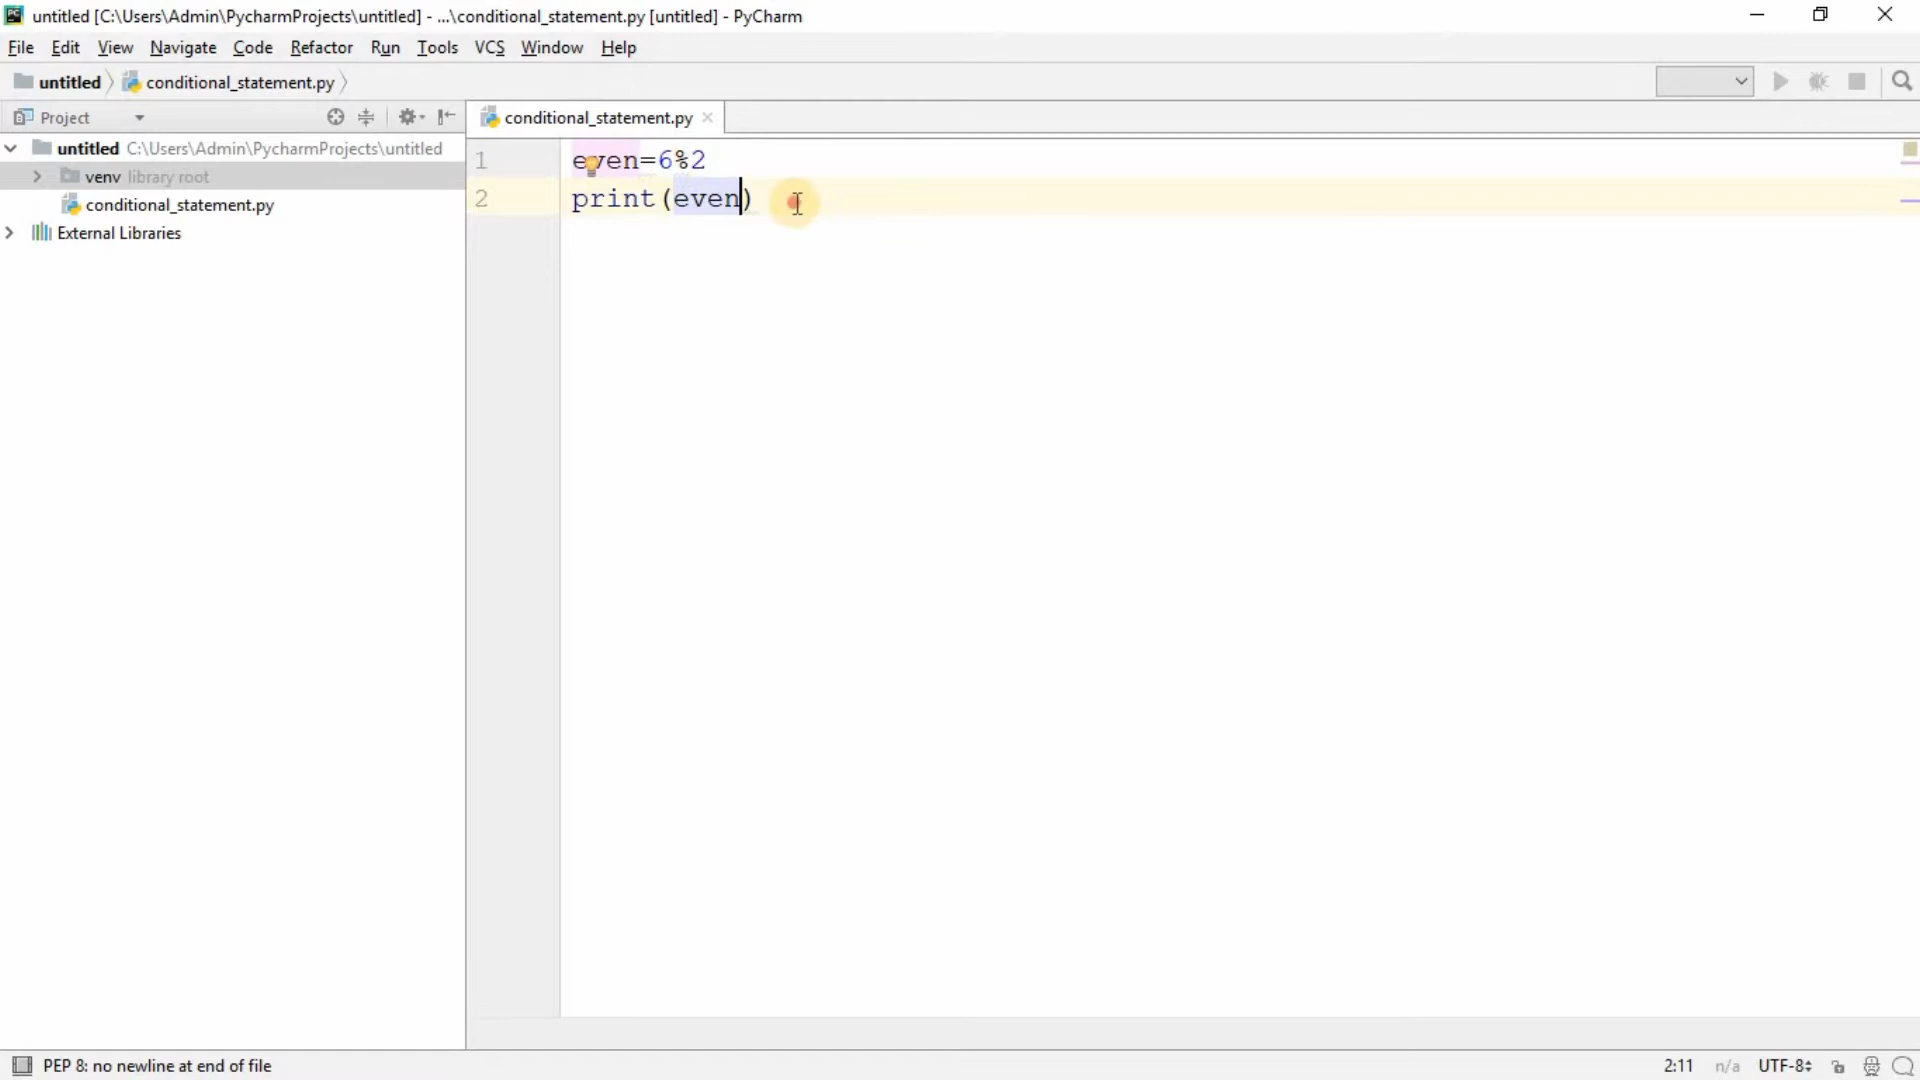 untitled [C:\Users\Admin\PycharmProjects\untitled] - ...\conditional_statement.py [untitled] - PyCharm
File Edit View Navigate Code Refactor Run Tools VCS Window Help
untitled conditional_statement.py
Project conditional_statement.py
untitled C:\Users\Admin\PycharmProjects\untitled
venv library root
conditional_statement.py
External Libraries
1 even=6%2
2 print(even)
PEP 8: no newline at end of file 2:11 n/a UTF-8